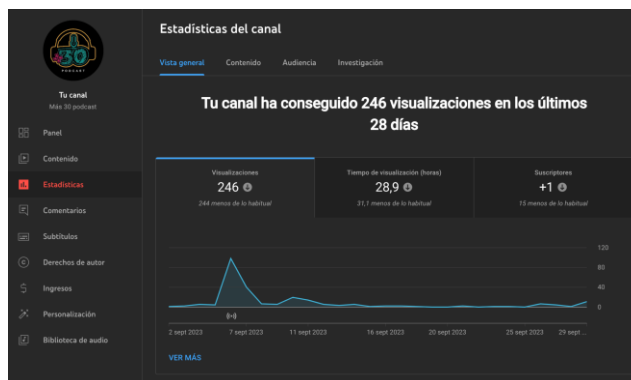 +30
PODCAST
Tu canal
Más 30 podcast
Panel
Contenido
Estadísticas
Comentarios
Subtítulos
Derechos de autor
Ingresos
Personalización
Biblioteca de audio
Estadísticas del canal
Vista general Contenido Audiencia Investigación
Tu canal ha conseguido 246 visualizaciones en los últimos
28 días
Visualizaciones
246
244 menos de lo habitual
Tiempo de visualización (horas)
28,9
31,1 menos de lo habitual
Suscriptores
+1
15 menos de lo habitual
120
80
40
0
2 sept 2023 7 sept 2023 11 sept 2023 16 sept 2023 20 sept 2023 25 sept 2023 29 sept ...
VER MÁS